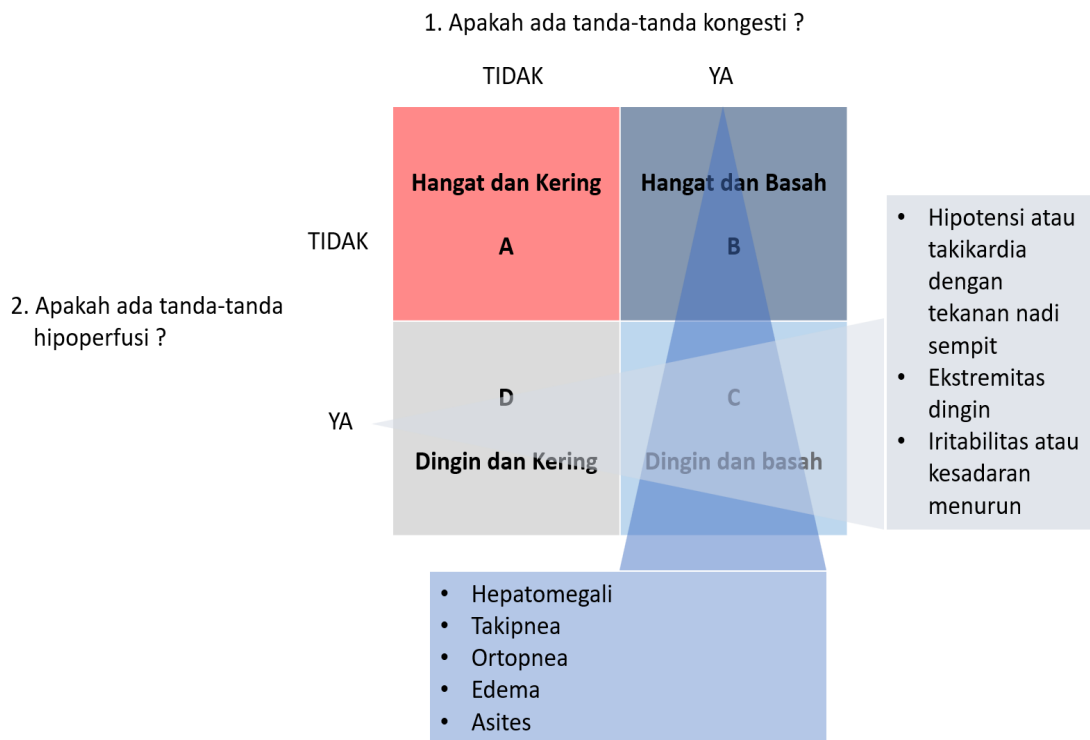 1. Apakah ada tanda-tanda kongesti ?
TIDAK
YA
Hangat dan Kering
A
Hangat dan Basah
B
TIDAK
2. Apakah ada tanda-tanda
hipoperfusi ?
YA
D
Dingin dan Kering
C
Dingin dan basah
• Hipotensi atau
takikardia
dengan
tekanan nadi
sempit
• Ekstremitas
dingin
• Iritabilitas atau
kesadaran
menurun
• Hepatomegali
• Takipnea
• Ortopnea
• Edema
• Asites